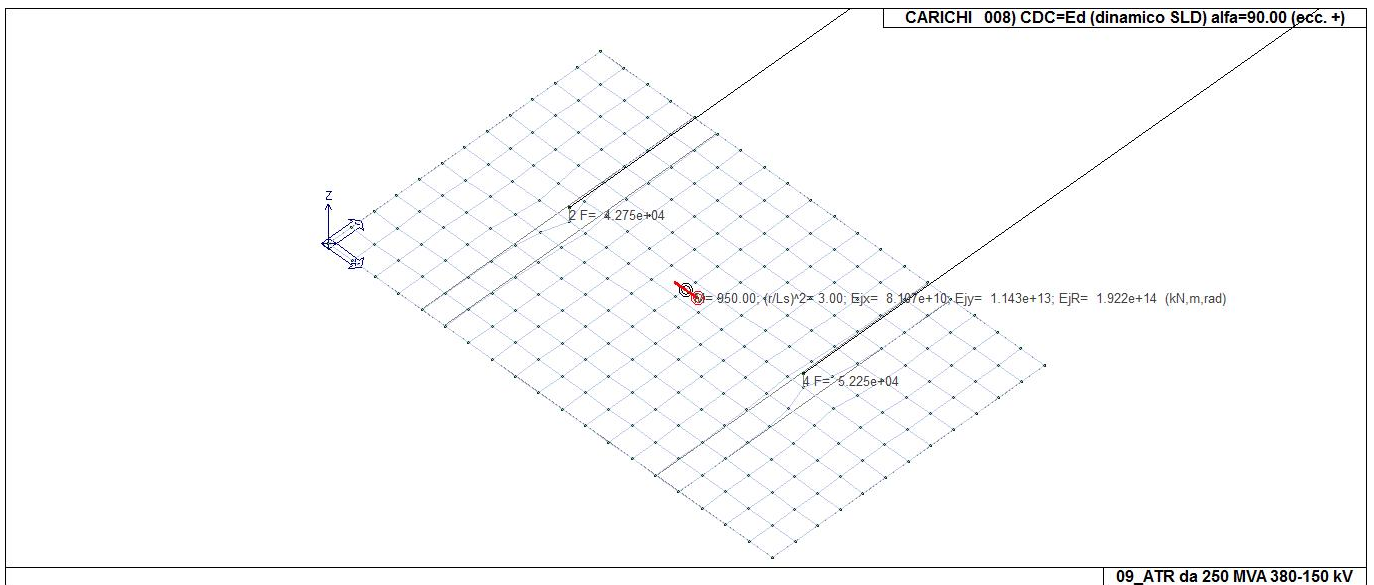 CARICHI 008) CDC=Ed (dinamico SLD) alfa=90.00 (ecc. +)
Z
2 F= 4.275e+04
M= 950.00; (r/Ls)^2= 3.00; Ejx= 8.107e+10; Ejy= 1.143e+13; EjR= 1.922e+14 (kN,m,rad)
4 F= 5.225e+04
09_ATR da 250 MVA 380-150 kV